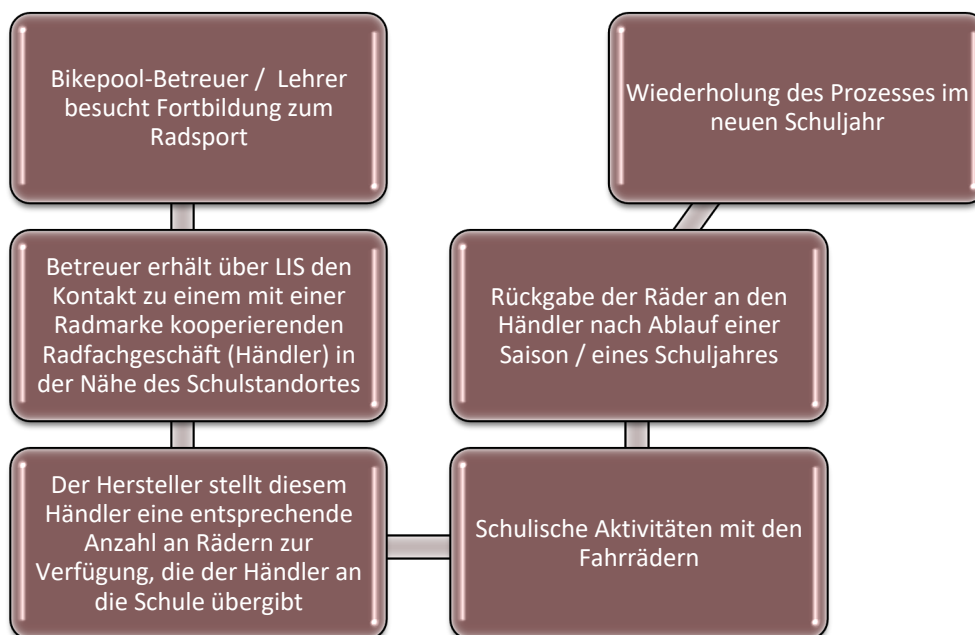 Bikepool-Betreuer / Lehrer
besucht Fortbildung zum
Radsport
Betreuer erhält über LIS den
Kontakt zu einem mit einer
Radmarke kooperierenden
Radfachgeschäft (Händler) in
der Nähe des Schulstandortes
Der Hersteller stellt diesem
Händler eine entsprechende
Anzahl an Rädern zur
Verfügung, die der Händler an
die Schule übergibt
Schulische Aktivitäten mit den
Fahrrädern
Rückgabe der Räder an den
Händler nach Ablauf einer
Saison / eines Schuljahres
Wiederholung des Prozesses im
neuen Schuljahr